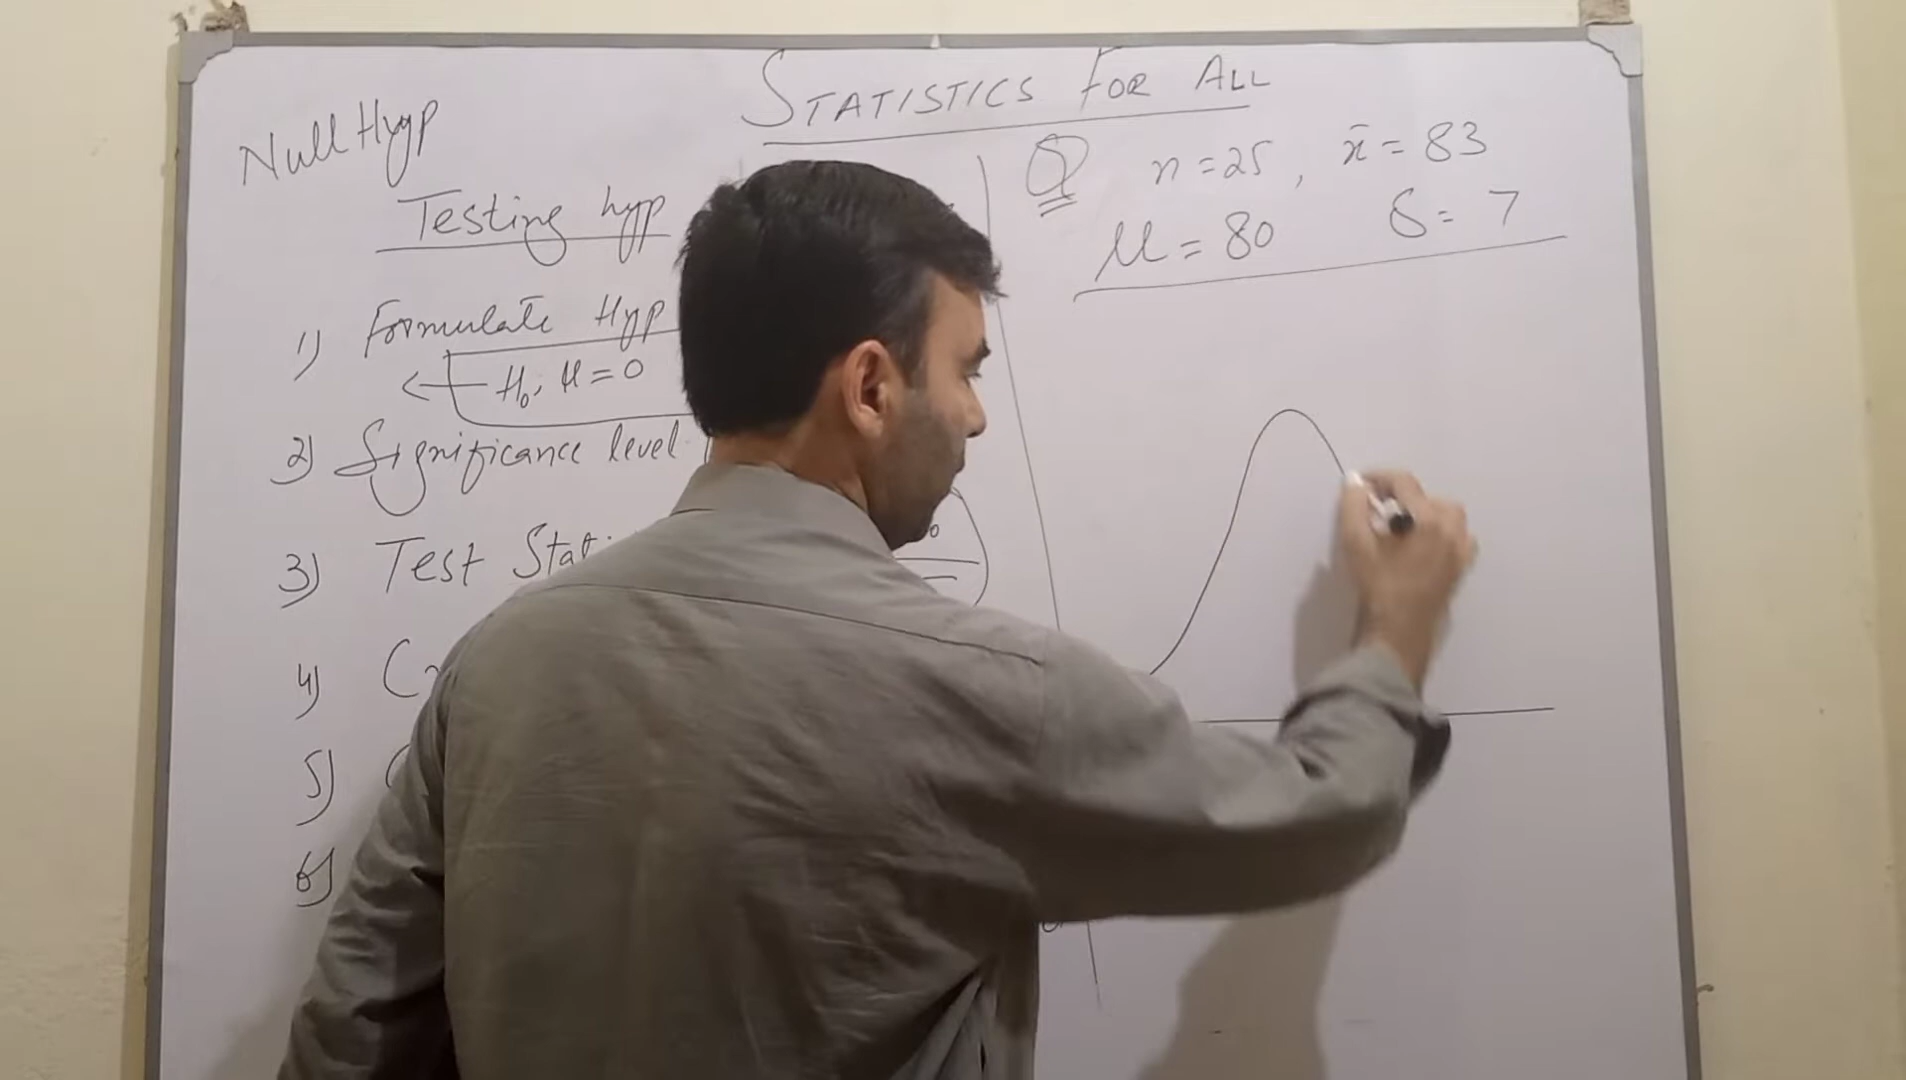 STATISTICS FOR ALL
Null Hyp
Testing hyp
1) Formulate Hyp
← H₀, μ = 0
2) Significance level
3) Test
4)
5)
6)
Q n = 25, x̄ = 83
μ = 80 S = 7